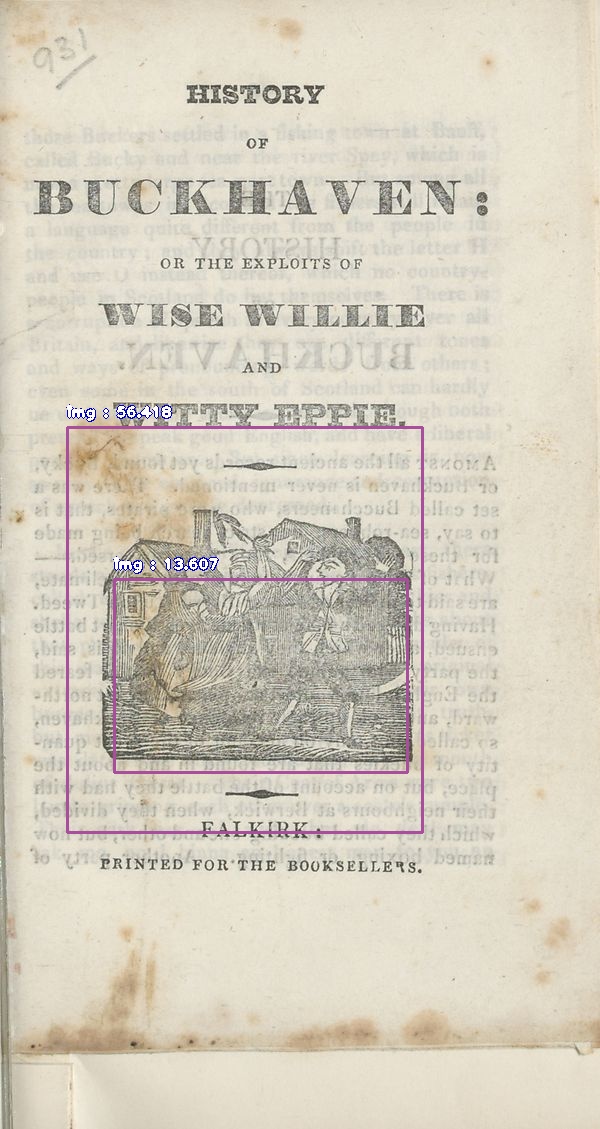 931
HISTORY
OF
BUCKHAVEN:
OR THE EXPLOITS OF
WISE WILLIE
AND
WITTY EPPIE.
img : 56.418
img : 13.607
FALKIRK:
PRINTED FOR THE BOOKSELLERS.